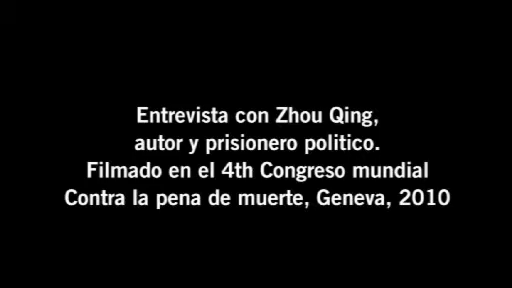 Entrevista con Zhou Qing,
autor y prisionero politico.
Filmado en el 4th Congreso mundial
Contra la pena de muerte, Geneva, 2010